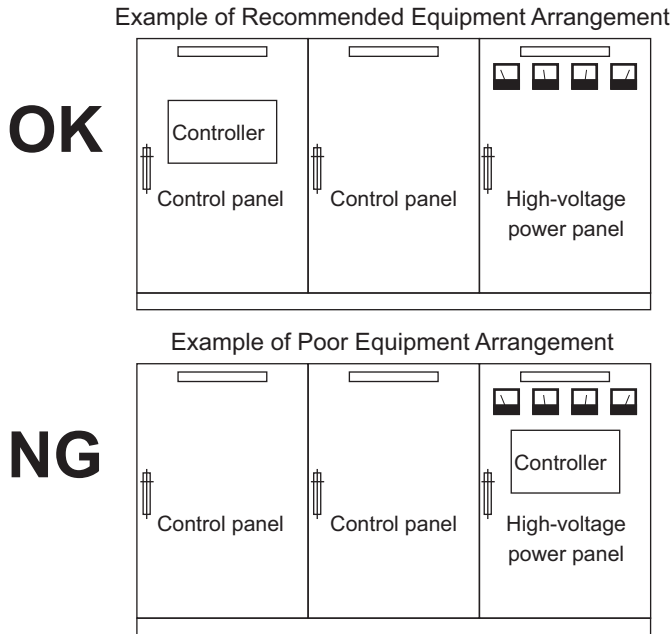 Example of Recommended Equipment Arrangement
OK
Controller
Control panel
Control panel
High-voltage
power panel
Example of Poor Equipment Arrangement
NG
Controller
Control panel
Control panel
High-voltage
power panel